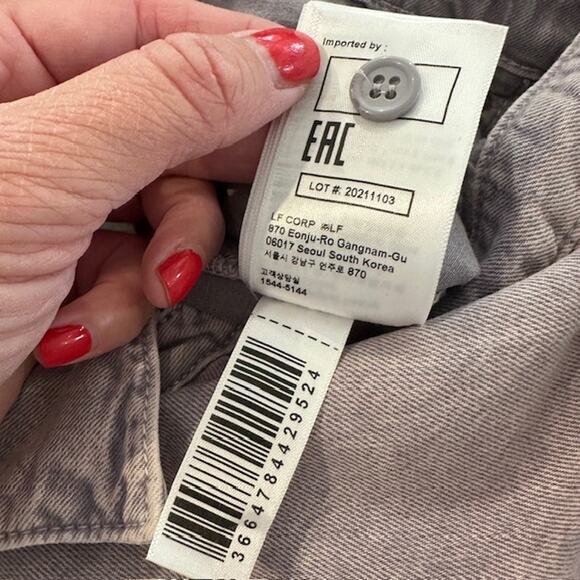 Imported by :
EAC
LOT #: 20211103
LF CORP ㈜LF
870 Eonju-Ro Gangnam-Gu
06017 Seoul South Korea
서울시 강남구 언주로 870
고객상담실
1544-5144
3664784429524